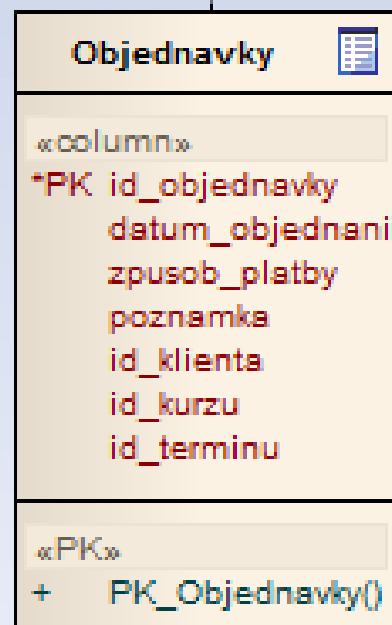 Objednavky
«column»
*PK id_objednavky
datum_objednani
zpusob_platby
poznamka
id_klienta
id_kurzu
id_terminu
«PK»
+ PK_Objednavky()